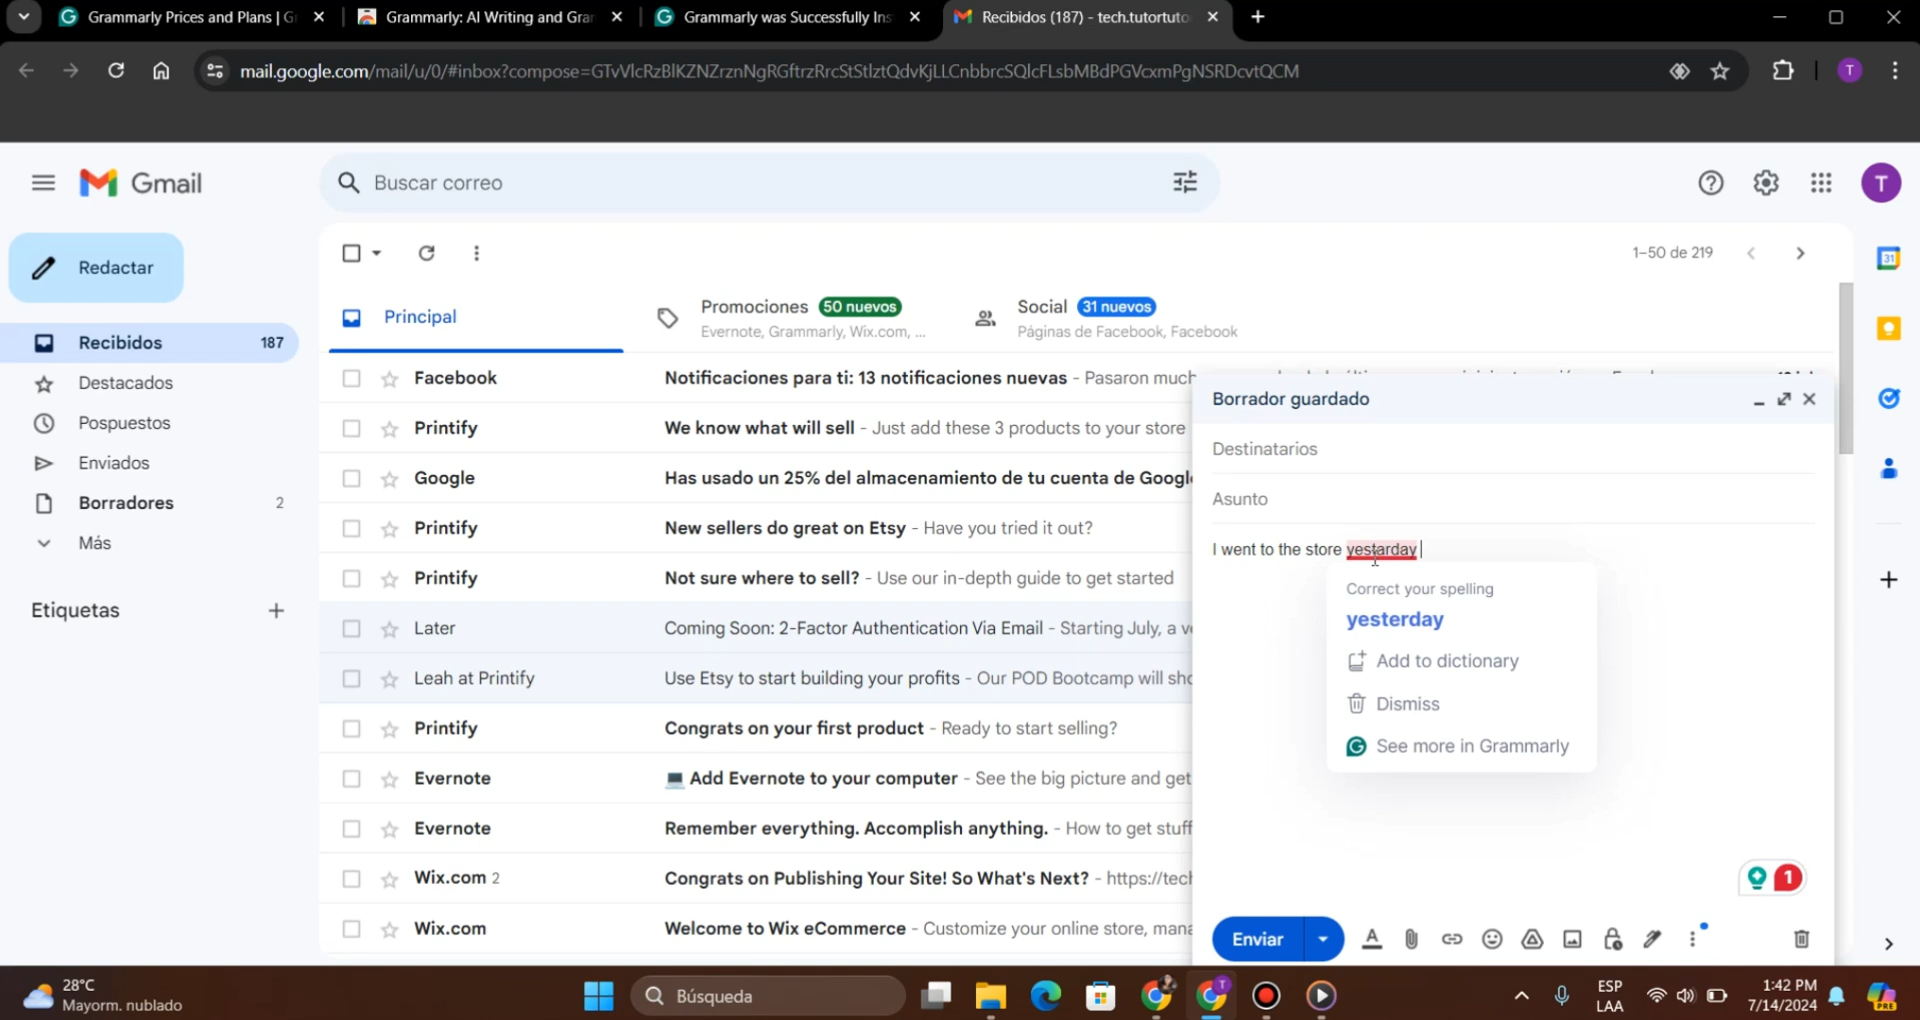 Grammarly Prices and Plans | G
Grammarly: AI Writing and Gra
Grammarly was Successfully Ins
Recibidos (187) - tech.tutortuto
mail.google.com/mail/u/0/#inbox?compose=GTvVlcRzBlKZNZrznNgRGftrzRrcStStlztQdvKjLLCnbbrcSQlcFLsbMBdPGVcxmPgNSRDcvtQCM
T
Gmail
Buscar correo
T
Redactar
1–50 de 219
31
Principal
Promociones 50 nuevos
Evernote, Grammarly, Wix.com, ...
Social 31 nuevos
Páginas de Facebook, Facebook
Recibidos 187
Destacados
Pospuestos
Enviados
Borradores 2
Más
Etiquetas
Facebook Notificaciones para ti: 13 notificaciones nuevas - Pasaron much
Printify We know what will sell - Just add these 3 products to your store
Google Has usado un 25% del almacenamiento de tu cuenta de Google
Printify New sellers do great on Etsy - Have you tried it out?
Printify Not sure where to sell? - Use our in-depth guide to get started
Later Coming Soon: 2-Factor Authentication Via Email - Starting July, a ve
Leah at Printify Use Etsy to start building your profits - Our POD Bootcamp will sho
Printify Congrats on your first product - Ready to start selling?
Evernote Add Evernote to your computer - See the big picture and get
Evernote Remember everything. Accomplish anything. - How to get stuff
Wix.com 2 Congrats on Publishing Your Site! So What's Next? - https://tech
Wix.com Welcome to Wix eCommerce - Customize your online store, mana
Borrador guardado
Destinatarios
Asunto
I went to the store yestarday
Correct your spelling
yesterday
Add to dictionary
Dismiss
See more in Grammarly
1
Enviar
28°C
Mayorm. nublado
Búsqueda
T
ESP
LAA
1:42 PM
7/14/2024
PRE